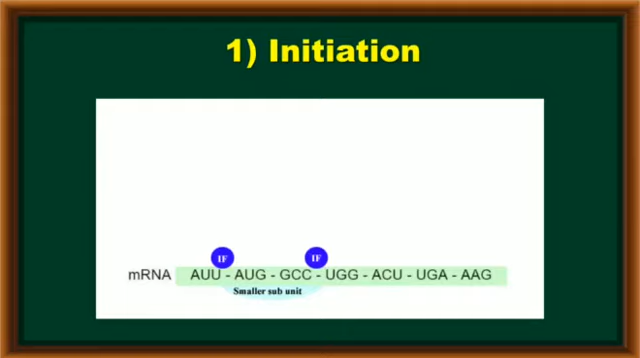 1) Initiation
IF IF
mRNA AUU - AUG - GCC - UGG - ACU - UGA - AAG
Smaller sub unit